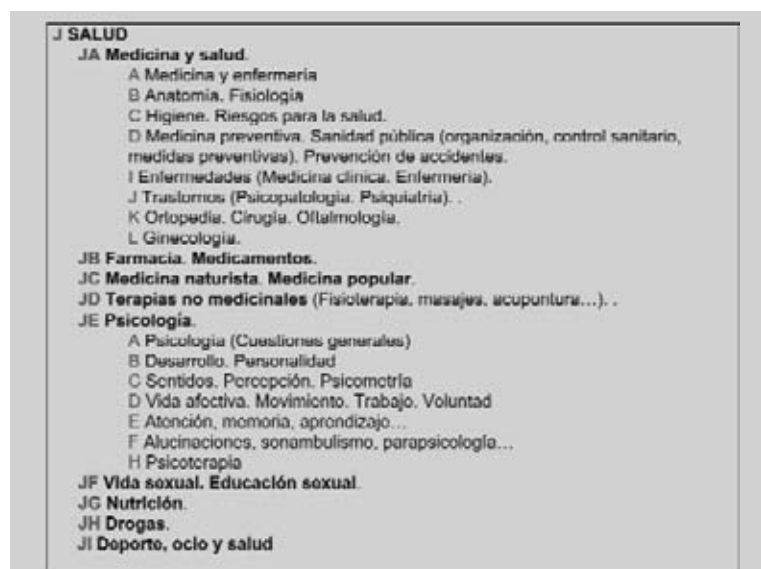 J SALUD
JA Medicina y salud.
A Medicina y enfermería
B Anatomía. Fisiología
C Higiene. Riesgos para la salud.
D Medicina preventiva. Sanidad pública (organización, control sanitario,
medidas preventivas). Prevención de accidentes.
I Enfermedades (Medicina clínica. Enfermería).
J Trastornos (Psicopatología. Psiquiatría). .
K Ortopedia. Cirugía. Oftalmología.
L Ginecología.
JB Farmacia. Medicamentos.
JC Medicina naturista. Medicina popular.
JD Terapias no medicinales (Fisioterapia, masajes, acupuntura...). .
JE Psicología.
A Psicología (Cuestiones generales)
B Desarrollo. Personalidad
C Sentidos. Percepción. Psicometría
D Vida afectiva. Movimiento. Trabajo. Voluntad
E Atención, memoria, aprendizaje...
F Alucinaciones, sonambulismo, parapsicología...
H Psicoterapia
JF Vida sexual. Educación sexual.
JG Nutrición.
JH Drogas.
JI Deporte, ocio y salud